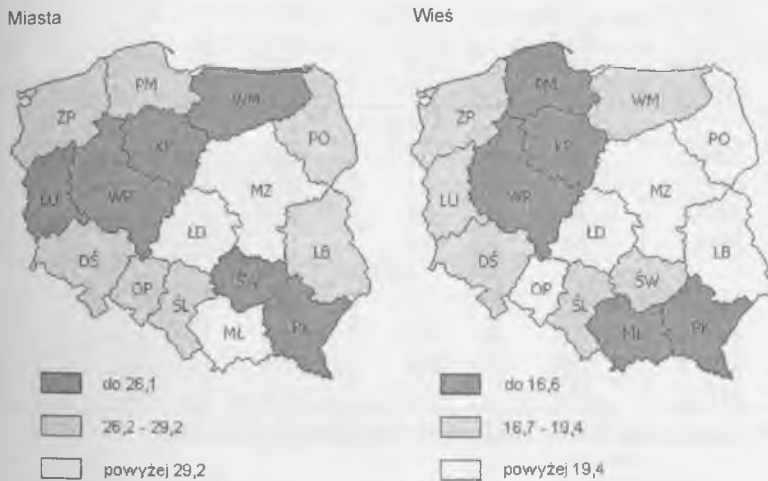 Miasta
ZP
PM
WM
PO
KP
LU
WP
MZ
ŁD
DŚ
LB
OP
ŚL
ŚW
MŁ
PK
do 26,1
26,2 - 29,2
powyżej 29,2
Wieś
ZP
PM
WM
PO
KP
LU
WP
MZ
ŁD
DŚ
LB
OP
ŚL
ŚW
MŁ
PK
do 16,6
16,7 - 19,4
powyżej 19,4